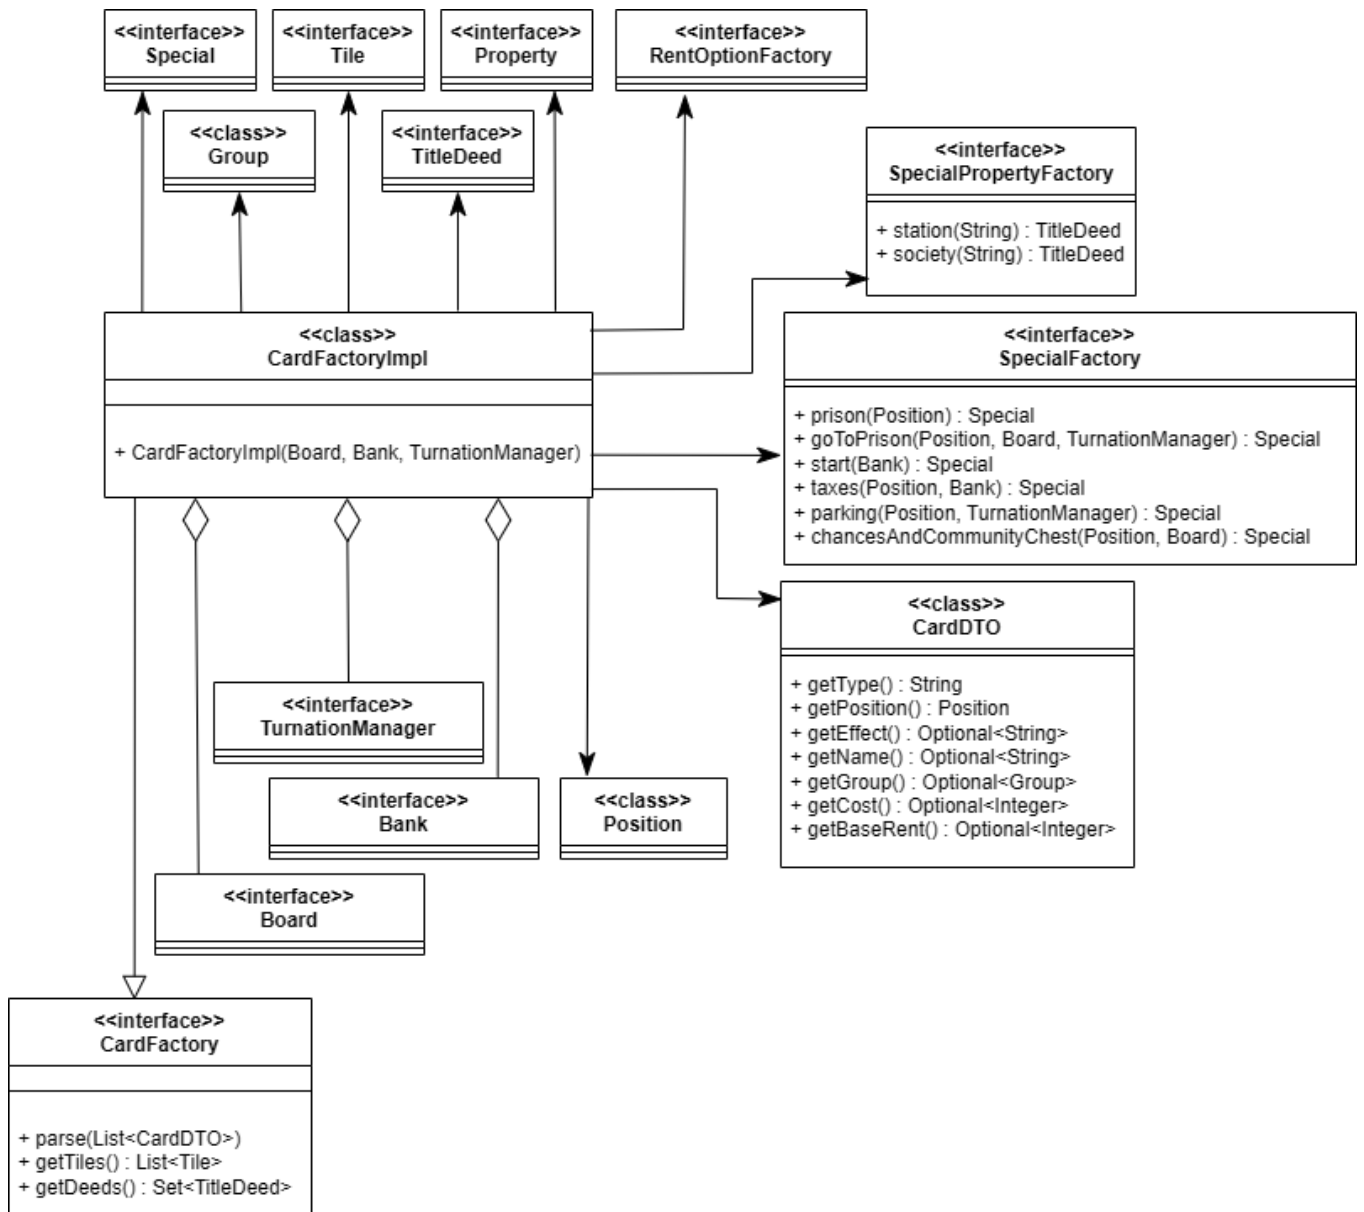 <<interface>>
Special
<<interface>>
Tile
<<interface>>
Property
<<interface>>
RentOptionFactory
<<class>>
Group
<<interface>>
TitleDeed
<<interface>>
SpecialPropertyFactory
+ station(String) : TitleDeed
+ society(String) : TitleDeed
<<class>>
CardFactoryImpl
+ CardFactoryImpl(Board, Bank, TurnationManager)
<<interface>>
SpecialFactory
+ prison(Position) : Special
+ goToPrison(Position, Board, TurnationManager) : Special
+ start(Bank) : Special
+ taxes(Position, Bank) : Special
+ parking(Position, TurnationManager) : Special
+ chancesAndCommunityChest(Position, Board) : Special
<<class>>
CardDTO
+ getType() : String
+ getPosition() : Position
+ getEffect() : Optional<String>
+ getName() : Optional<String>
+ getGroup() : Optional<Group>
+ getCost() : Optional<Integer>
+ getBaseRent() : Optional<Integer>
<<interface>>
TurnationManager
<<interface>>
Bank
<<class>>
Position
<<interface>>
Board
<<interface>>
CardFactory
+ parse(List<CardDTO>)
+ getTiles() : List<Tile>
+ getDeeds() : Set<TitleDeed>